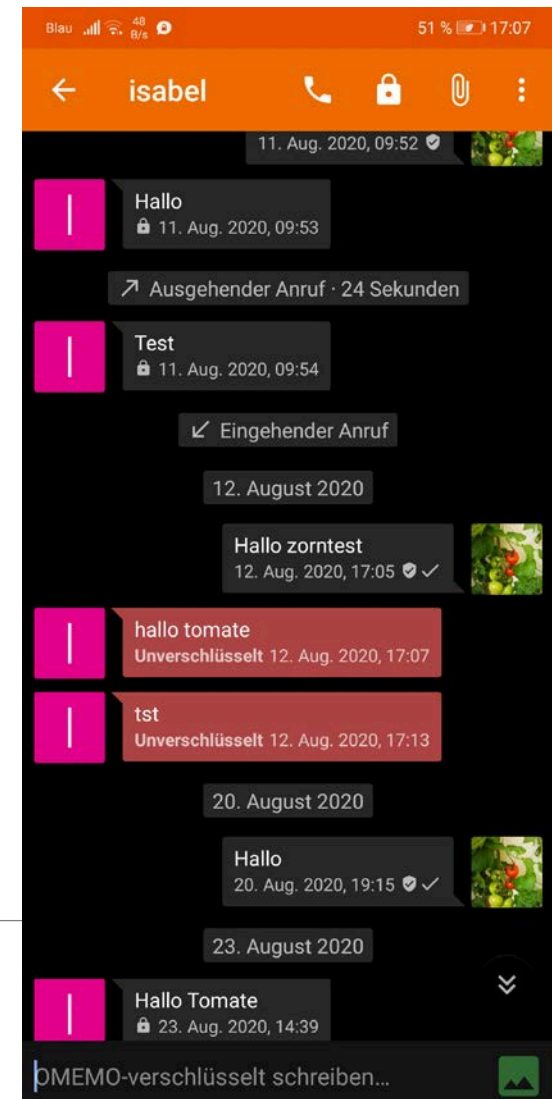 Blau 48 B/s 51 % 17:07
isabel
11. Aug. 2020, 09:52
Hallo
11. Aug. 2020, 09:53
Ausgehender Anruf · 24 Sekunden
I
Test
11. Aug. 2020, 09:54
I
Eingehender Anruf
12. August 2020
Hallo zorntest
12. Aug. 2020, 17:05
hallo tomate
Unverschlüsselt 12. Aug. 2020, 17:07
I
tst
Unverschlüsselt 12. Aug. 2020, 17:13
I
20. August 2020
Hallo
20. Aug. 2020, 19:15
23. August 2020
Hallo Tomate
23. Aug. 2020, 14:39
I
OMEMO-verschlüsselt schreiben…